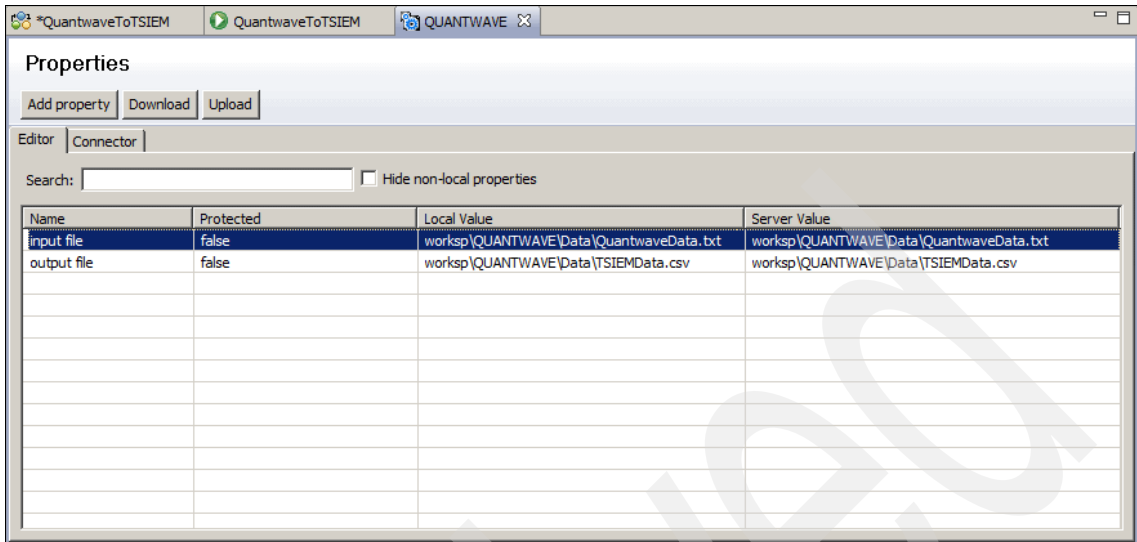 *QuantwaveToTSIEM QuantwaveToTSIEM QUANTWAVE
Properties
Add property Download Upload
Editor Connector
Search: Hide non-local properties
Name Protected Local Value Server Value
input file false worksp\QUANTWAVE\Data\QuantwaveData.txt worksp\QUANTWAVE\Data\QuantwaveData.txt
output file false worksp\QUANTWAVE\Data\TSIEMData.csv worksp\QUANTWAVE\Data\TSIEMData.csv